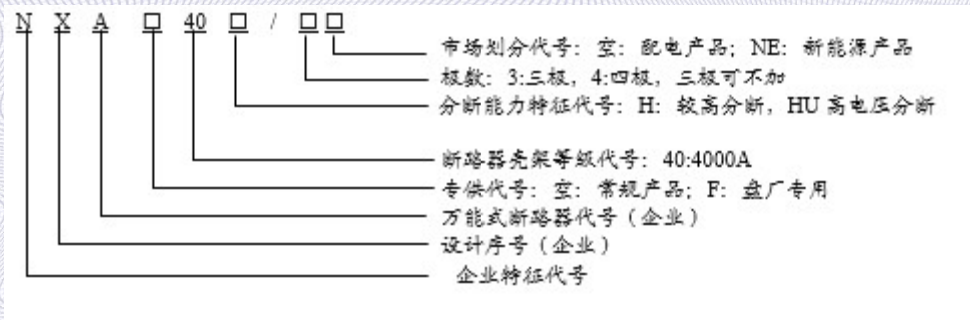 N X A □ 40 □ / □□
市场划分代号：空：配电产品；NE：新能源产品
极数：3:三极，4:四极，三极可不加
分断能力特征代号：H：较高分断，HU 高电压分断
断路器壳架等级代号：40:4000A
专供代号：空：常规产品；F：盘厂专用
万能式断路器代号（企业）
设计序号（企业）
企业特征代号